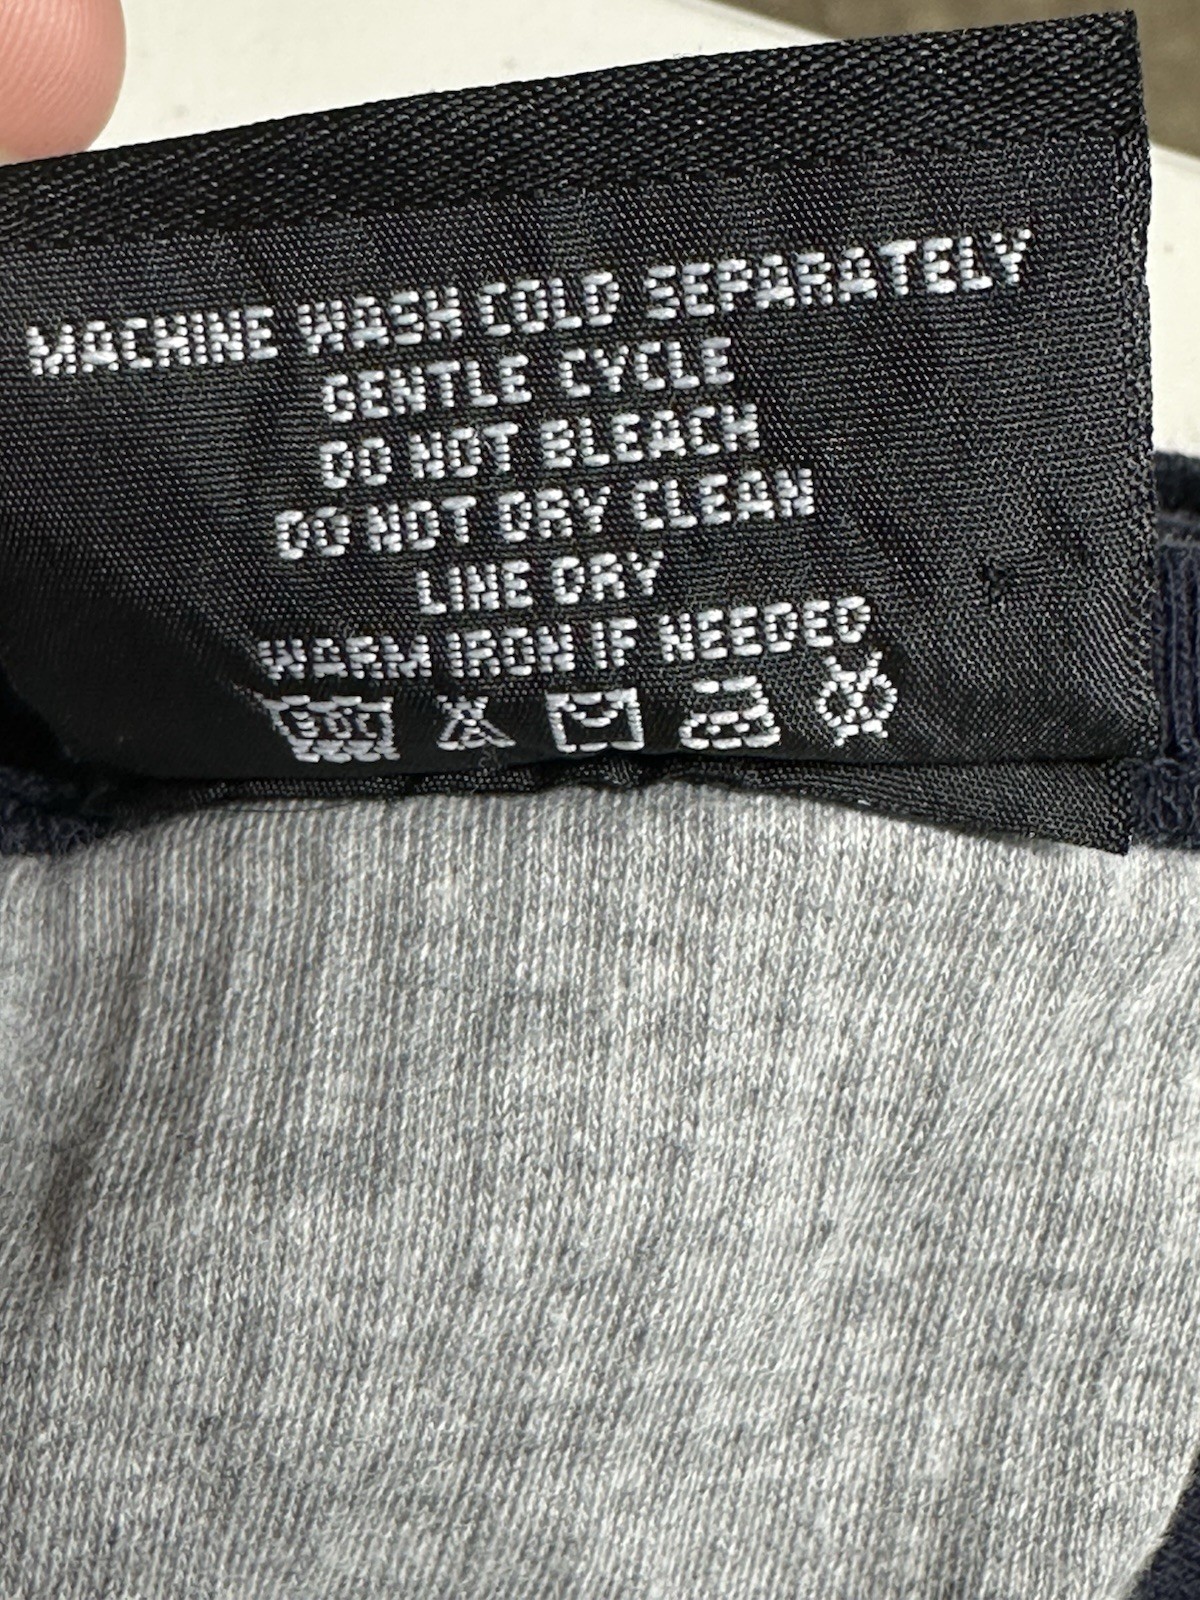 MACHINE WASH COLD SEPARATELY
GENTLE CYCLE
DO NOT BLEACH
DO NOT DRY CLEAN
LINE DRY
WARM IRON IF NEEDED
30C